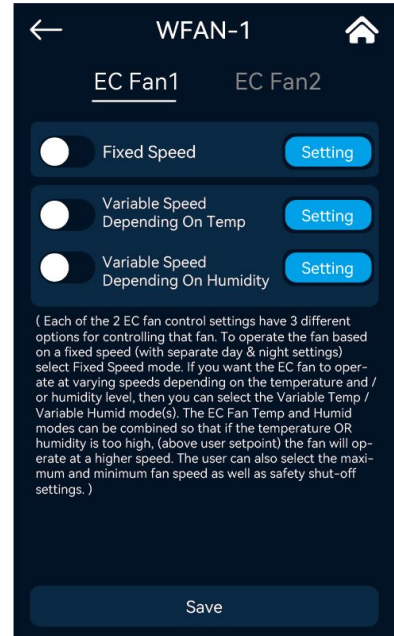 WFAN-1
EC Fan1 EC Fan2
Fixed Speed Setting
Variable Speed
Depending On Temp Setting
Variable Speed
Depending On Humidity Setting
( Each of the 2 EC fan control settings have 3 different
options for controlling that fan. To operate the fan based
on a fixed speed (with separate day & night settings)
select Fixed Speed mode. If you want the EC fan to oper-
ate at varying speeds depending on the temperature and /
or humidity level, then you can select the Variable Temp /
Variable Humid mode(s). The EC Fan Temp and Humid
modes can be combined so that if the temperature OR
humidity is too high, (above user setpoint) the fan will op-
erate at a higher speed. The user can also select the maxi-
mum and minimum fan speed as well as safety shut-off
settings. )
Save